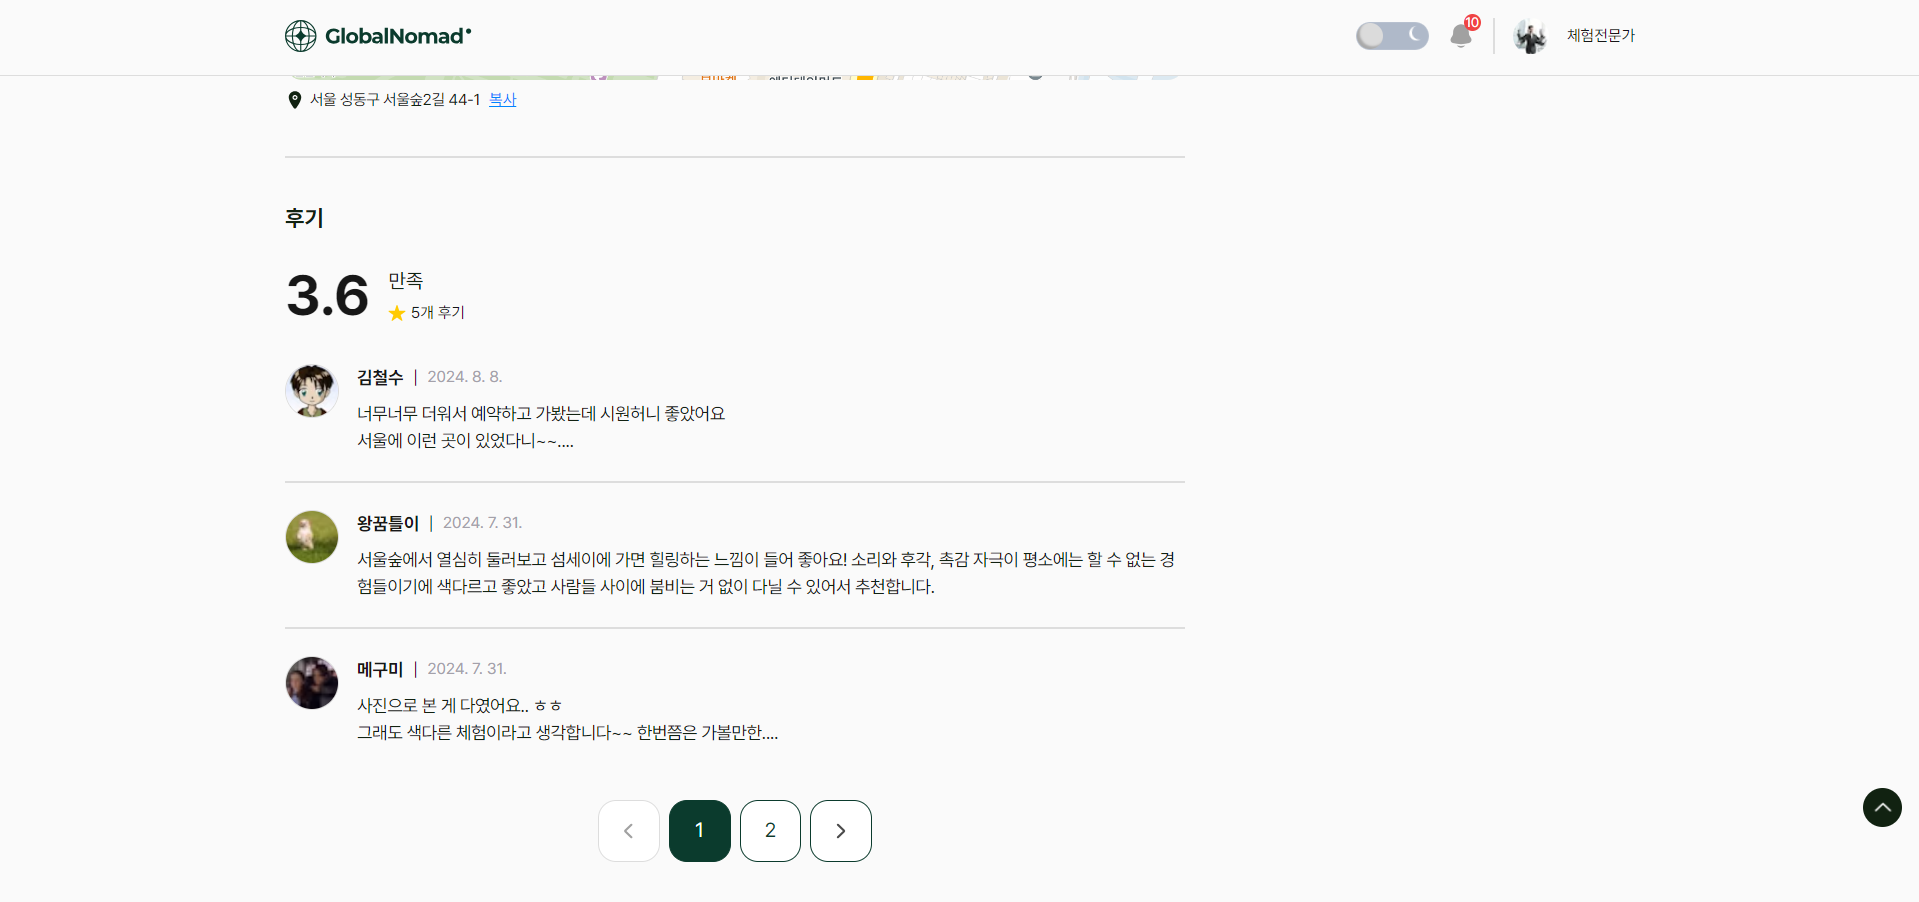 GlobalNomad
10
체험전문가
서울 성동구 서울숲2길 44-1 복사
후기
3.6
만족
5개 후기
김철수 | 2024. 8. 8.
너무너무 더워서 예약하고 가봤는데 시원허니 좋았어요
서울에 이런 곳이 있었다니~~....
왕꿈틀이 | 2024. 7. 31.
서울숲에서 열심히 둘러보고 섬세이에 가면 힐링하는 느낌이 들어 좋아요! 소리와 후각, 촉감 자극이 평소에는 할 수 없는 경
험들이기에 색다르고 좋았고 사람들 사이에 붐비는 거 없이 다닐 수 있어서 추천합니다.
메구미 | 2024. 7. 31.
사진으로 본 게 다였어요.. ㅎㅎ
그래도 색다른 체험이라고 생각합니다~~ 한번쯤은 가볼만한....
1
2